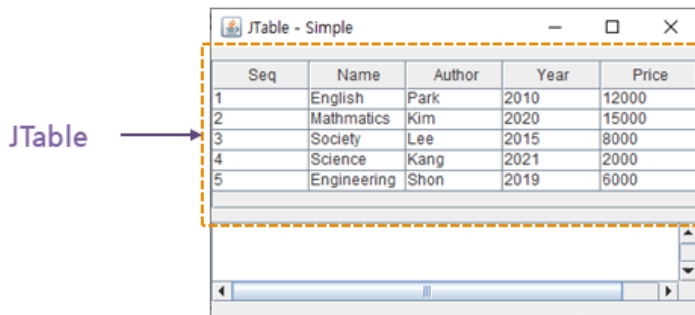 JTable - Simple
Seq Name Author Year Price
1 English Park 2010 12000
2 Mathmatics Kim 2020 15000
3 Society Lee 2015 8000
JTable
4 Science Kang 2021 2000
5 Engineering Shon 2019 6000